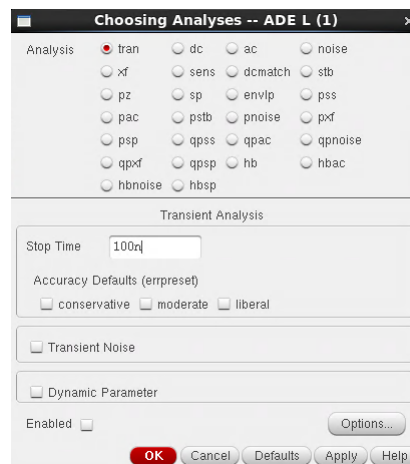 Choosing Analyses -- ADE L (1)
Analysis tran dc ac noise
xf sens dcmatch stb
pz sp envlp pss
pac pstb pnoise pxf
psp qpss qpac qpnoise
qpxf qpsp hb hbac
hbnoise hbsp
Transient Analysis
Stop Time 100n
Accuracy Defaults (errpreset)
conservative moderate liberal
Transient Noise
Dynamic Parameter
Enabled Options...
OK Cancel Defaults Apply Help